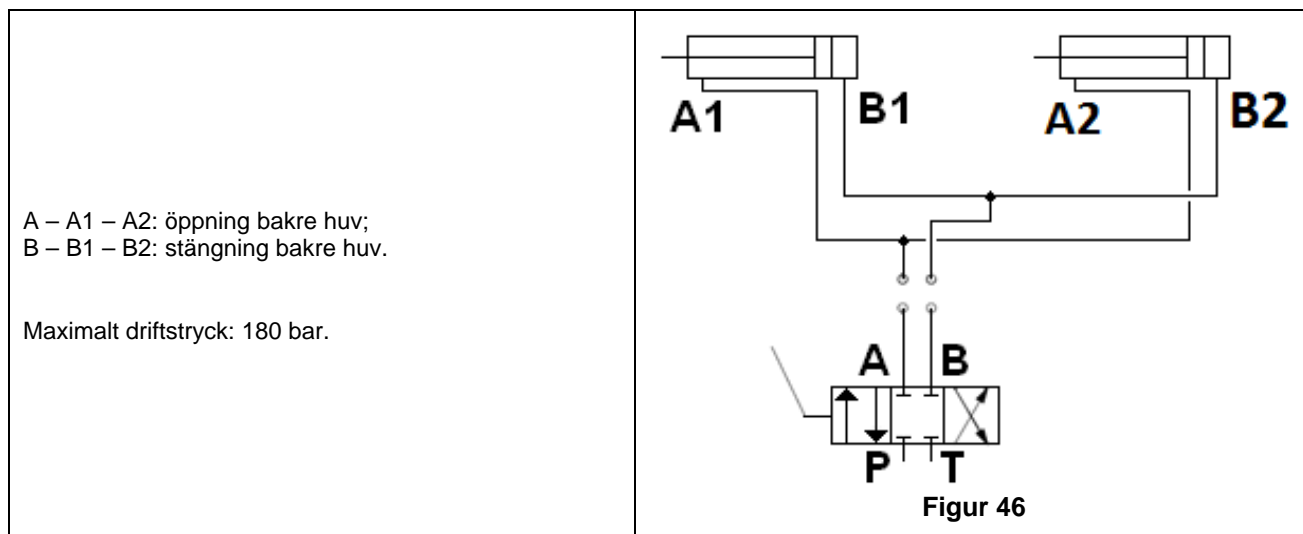 A – A1 – A2: öppning bakre huv;
B – B1 – B2: stängning bakre huv.
Maximalt driftstryck: 180 bar.
A1
B1
A2
B2
A
B
P
T
Figur 46